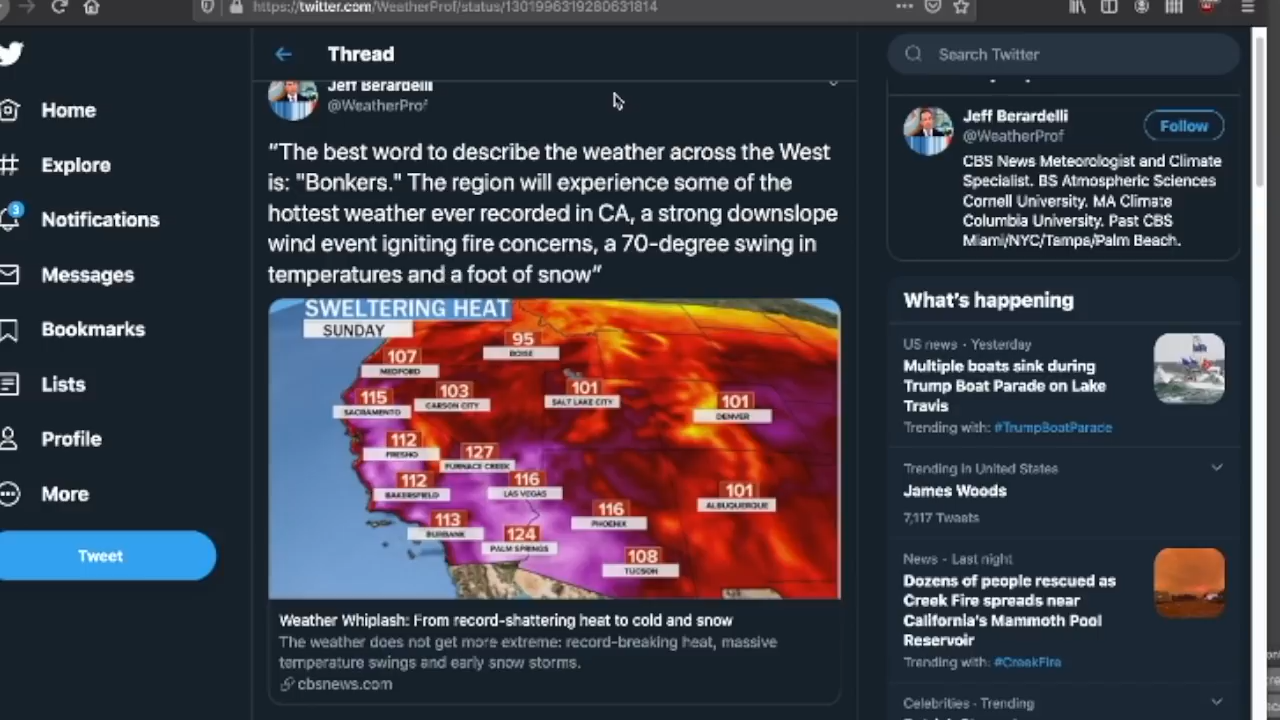 https://twitter.com/WeatherProf/status/1301996319280631814
Home
Explore
3
Notifications
Messages
Bookmarks
Lists
Profile
More
Tweet
Thread
Jeff Berardelli
@WeatherProf
“The best word to describe the weather across the West
is: "Bonkers." The region will experience some of the
hottest weather ever recorded in CA, a strong downslope
wind event igniting fire concerns, a 70-degree swing in
temperatures and a foot of snow”
SWELTERING HEAT
SUNDAY
95
BOISE
107
MEDFORD
115
SACRAMENTO
103
CARSON CITY
101
SALT LAKE CITY
101
DENVER
112
FRESNO
127
FURNACE CREEK
112
BAKERSFIELD
116
LAS VEGAS
101
ALBUQUERQUE
113
BURBANK
124
PALM SPRINGS
116
PHOENIX
108
TUCSON
Weather Whiplash: From record-shattering heat to cold and snow
The weather does not get more extreme: record-breaking heat, massive
temperature swings and early snow storms.
cbsnews.com
Search Twitter
Jeff Berardelli
@WeatherProf
Follow
CBS News Meteorologist and Climate
Specialist. BS Atmospheric Sciences
Cornell University. MA Climate
Columbia University. Past CBS
Miami/NYC/Tampa/Palm Beach.
What's happening
US news · Yesterday
Multiple boats sink during
Trump Boat Parade on Lake
Travis
Trending with: #TrumpBoatParade
Trending in United States
James Woods
7,117 Tweets
News · Last night
Dozens of people rescued as
Creek Fire spreads near
California's Mammoth Pool
Reservoir
Trending with: #CreekFire
Celebrities · Trending